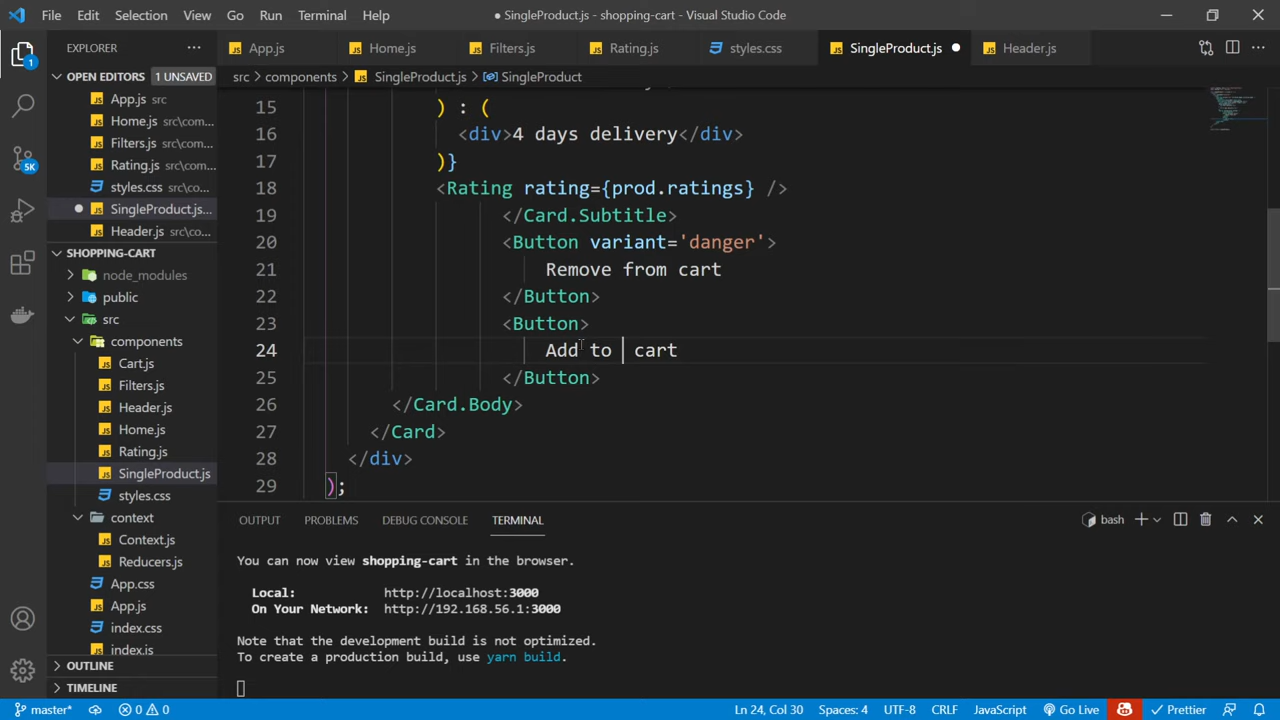 File Edit Selection View Go Run Terminal Help
● SingleProduct.js - shopping-cart - Visual Studio Code
EXPLORER
App.js Home.js Filters.js Rating.js styles.css SingleProduct.js Header.js
OPEN EDITORS 1 UNSAVED
src > components > SingleProduct.js > SingleProduct
App.js src
Home.js src\com...
Filters.js src\co...
Rating.js src\co...
styles.css src\co...
SingleProduct.js...
Header.js src\co...
SHOPPING-CART
node_modules
public
src
components
Cart.js
Filters.js
Header.js
Home.js
Rating.js
SingleProduct.js
styles.css
context
Context.js
Reducers.js
App.css
App.js
index.css
index.js
OUTLINE
TIMELINE
1
5K
15 ) : (
16 <div>4 days delivery</div>
17 )}
18 <Rating rating={prod.ratings} />
19 </Card.Subtitle>
20 <Button variant='danger'>
21 Remove from cart
22 </Button>
23 <Button>
24 Add to  cart
25 </Button>
26 </Card.Body>
27 </Card>
28 </div>
29 );
OUTPUT PROBLEMS DEBUG CONSOLE TERMINAL
bash
You can now view shopping-cart in the browser.
Local: http://localhost:3000
On Your Network: http://192.168.56.1:3000
Note that the development build is not optimized.
To create a production build, use yarn build.
master* 0 0 Ln 24, Col 30 Spaces: 4 UTF-8 CRLF JavaScript Go Live Prettier